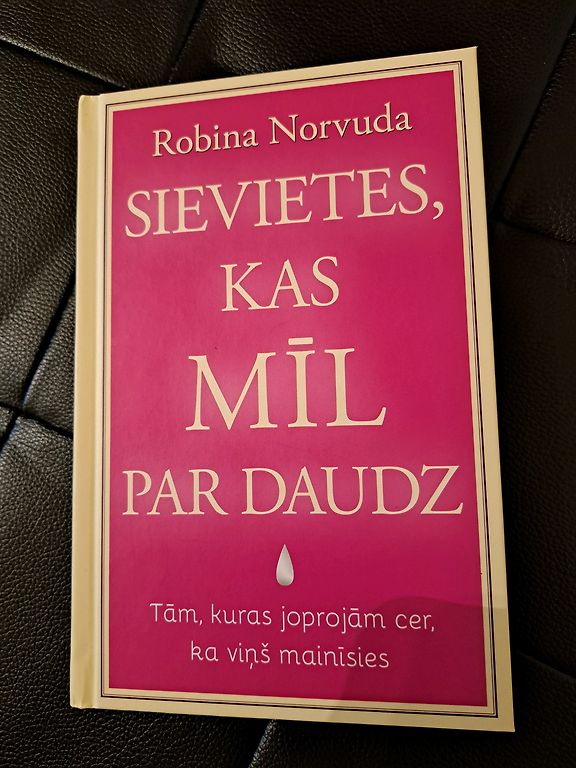 Robina Norvuda
SIEVIETES,
KAS
MĪL
PAR DAUDZ
Tām, kuras joprojām cer,
ka viņš mainīsies